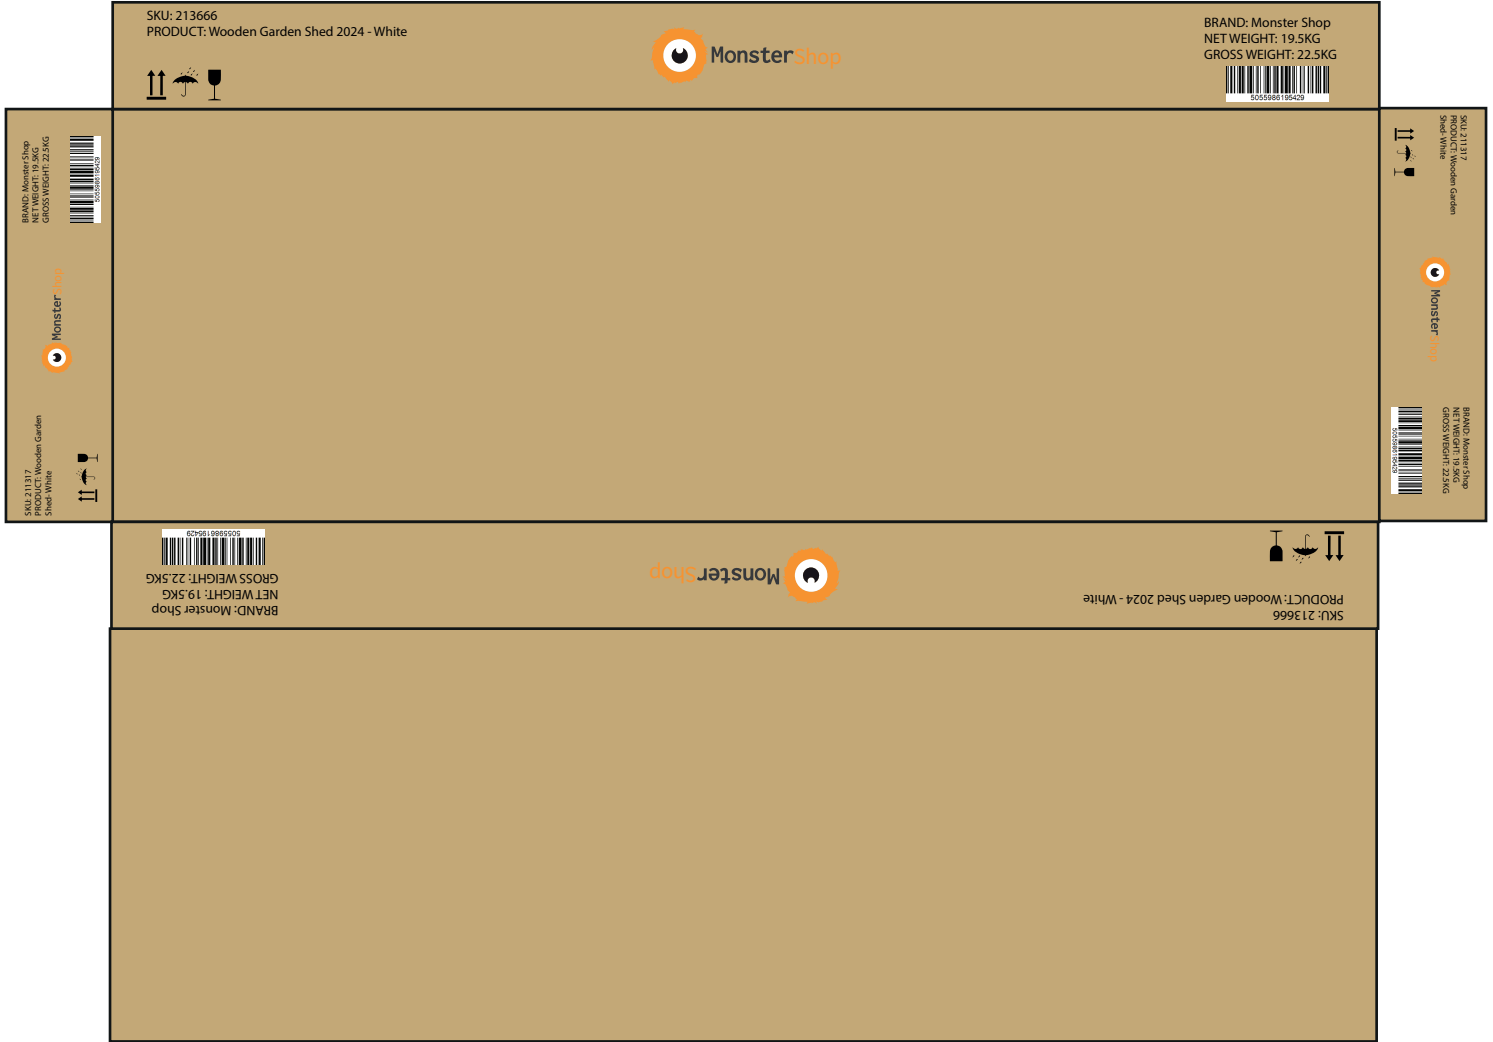 SKU: 213666
PRODUCT: Wooden Garden Shed 2024 - White
MonsterShop
BRAND: Monster Shop
NET WEIGHT: 19.5KG
GROSS WEIGHT: 22.5KG
5055986195429
BRAND: Monster Shop
NET WEIGHT: 19.5KG
GROSS WEIGHT: 22.5KG
5055986195429
MonsterShop
SKU: 211317
PRODUCT: Wooden Garden
Shed- White
SKU: 211317
PRODUCT: Wooden Garden
Shed- White
MonsterShop
BRAND: Monster Shop
NET WEIGHT: 19.5KG
GROSS WEIGHT: 22.5KG
5055986195429
SKU: 213666
PRODUCT: Wooden Garden Shed 2024 - White
MonsterShop
BRAND: Monster Shop
NET WEIGHT: 19.5KG
GROSS WEIGHT: 22.5KG
5055986195429